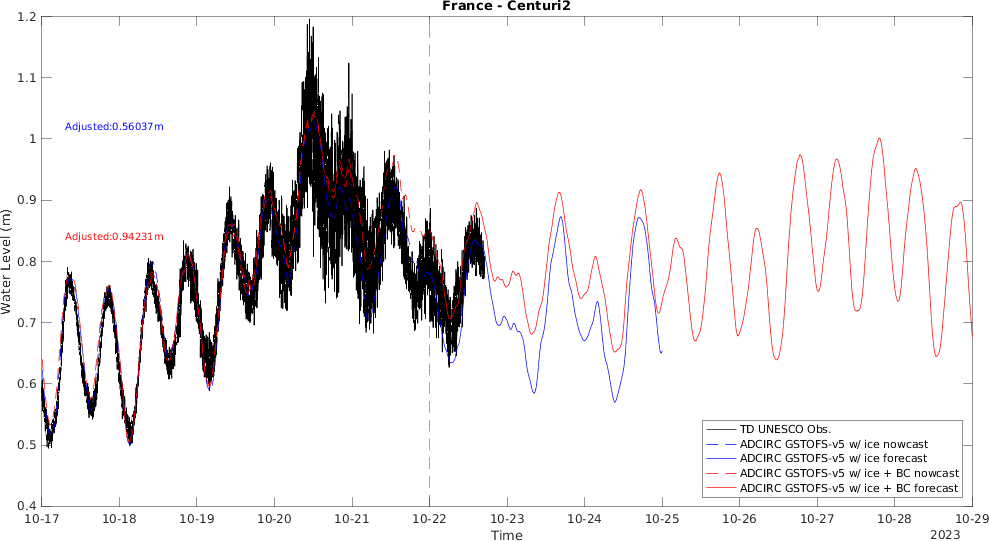 France - Centuri2
1.2
1.1
1
0.9
0.8
0.7
0.6
0.5
0.4
Water Level (m)
Adjusted:0.56037m
Adjusted:0.94231m
TD UNESCO Obs.
ADCIRC GSTOFS-v5 w/ ice nowcast
ADCIRC GSTOFS-v5 w/ ice forecast
ADCIRC GSTOFS-v5 w/ ice + BC nowcast
ADCIRC GSTOFS-v5 w/ ice + BC forecast
10-17 10-18 10-19 10-20 10-21 10-22 10-23 10-24 10-25 10-26 10-27 10-28 10-29
Time
2023